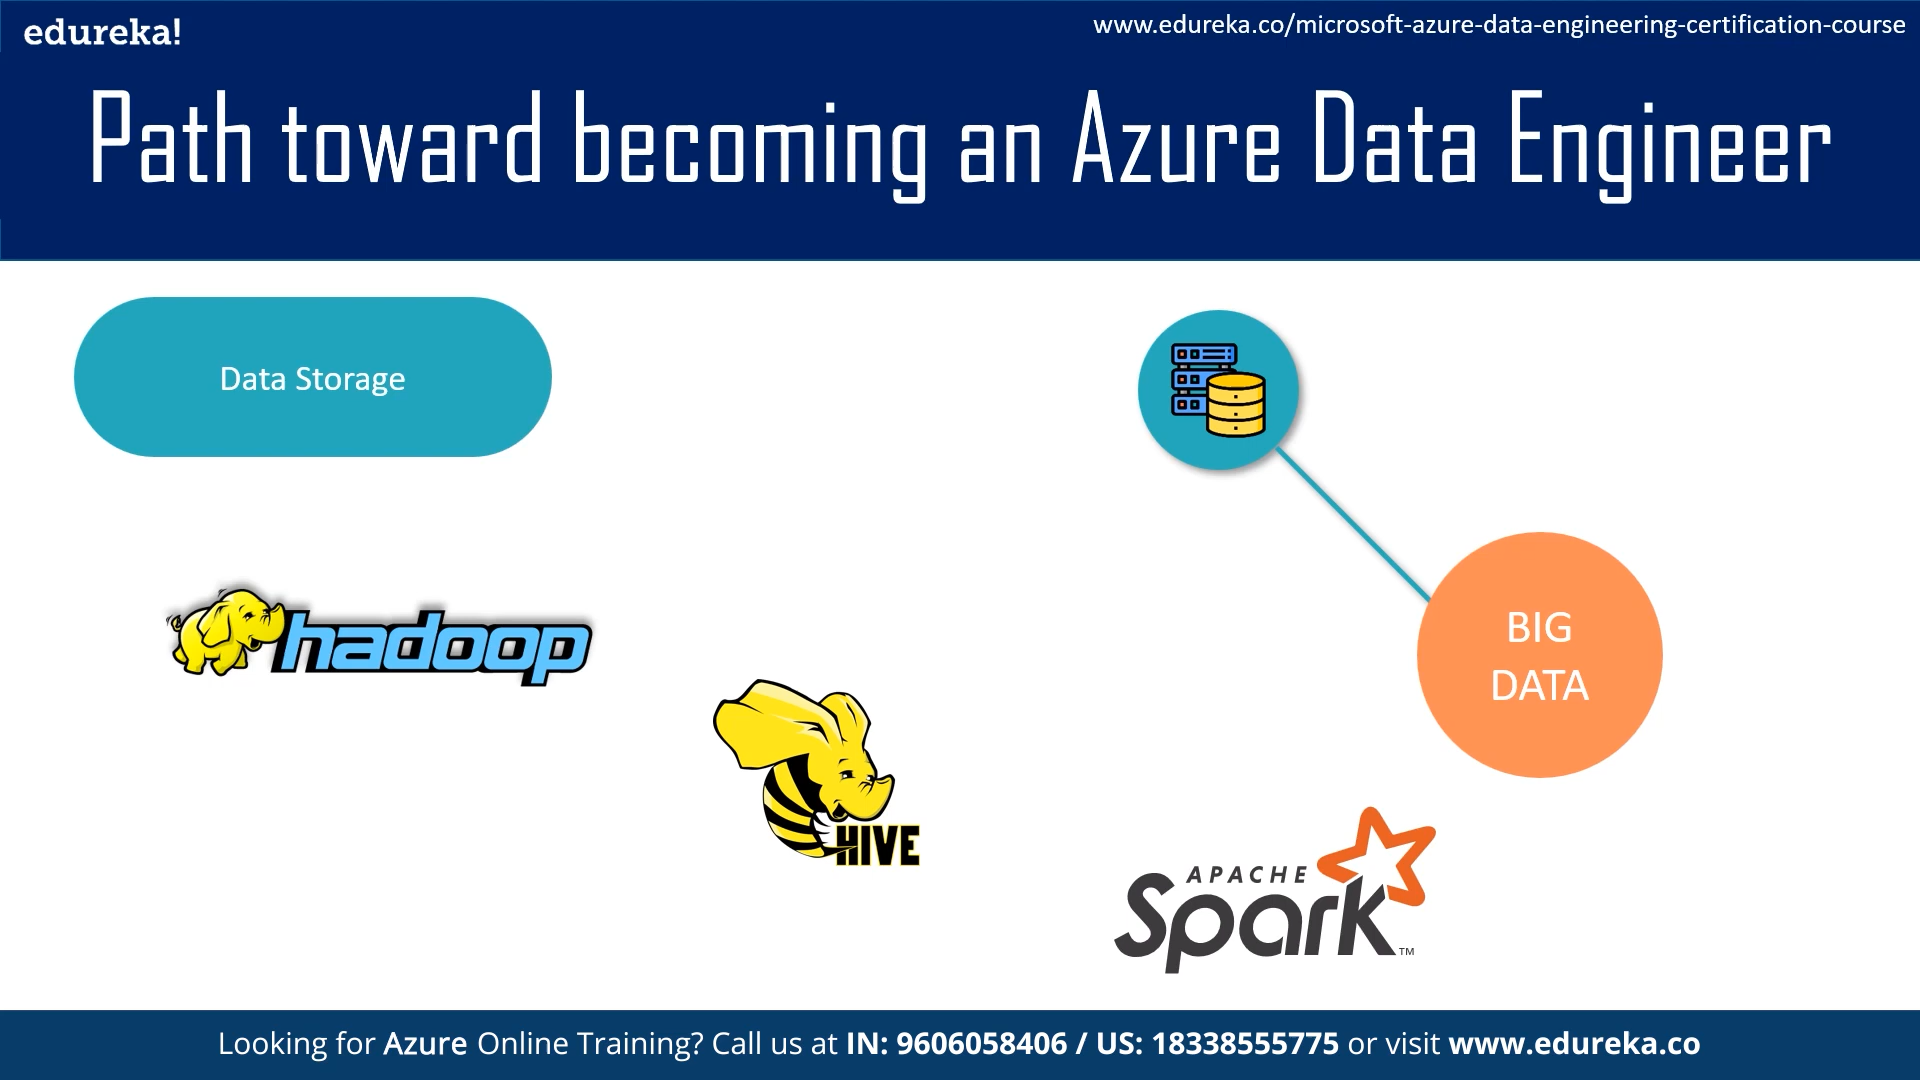 edureka!
www.edureka.co/microsoft-azure-data-engineering-certification-course
Path toward becoming an Azure Data Engineer
Data Storage
BIG
DATA
hadoop
HIVE
APACHE
Spark™
Looking for Azure Online Training? Call us at IN: 9606058406 / US: 18338555775 or visit www.edureka.co